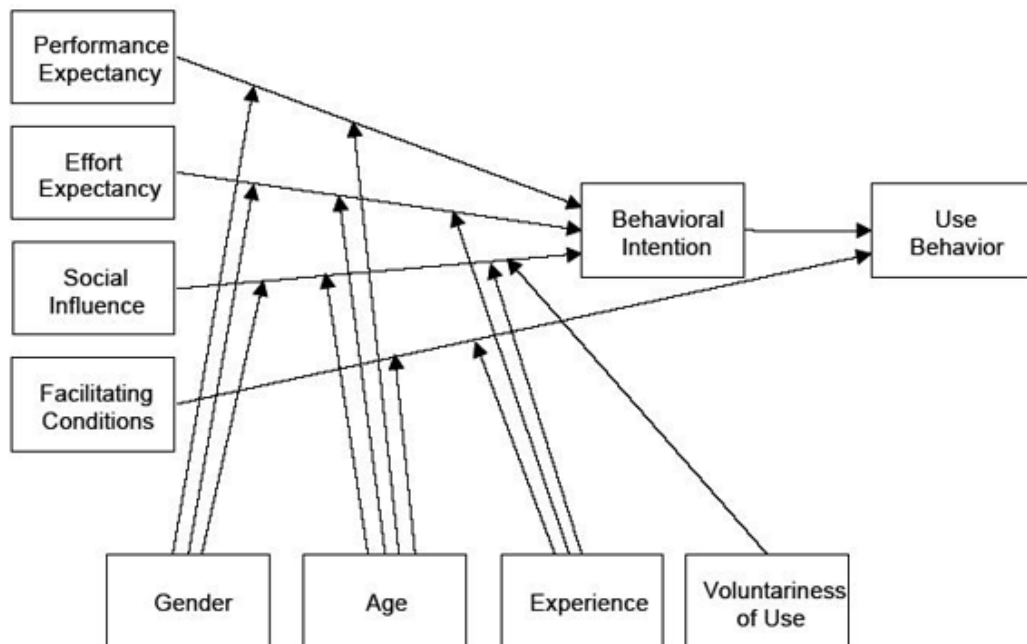 Performance
Expectancy
Effort
Expectancy
Social
Influence
Facilitating
Conditions
Behavioral
Intention
Use
Behavior
Gender
Age
Experience
Voluntariness
of Use